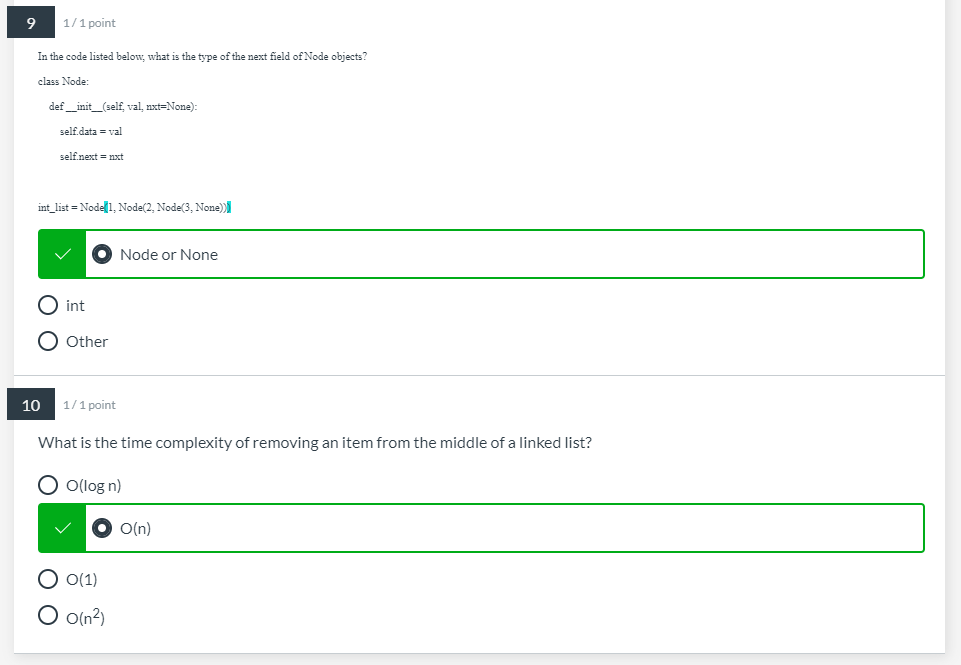 9
1 / 1 point
In the code listed below, what is the type of the next field of Node objects?
class Node:
def __init__(self, val, nxt=None):
self.data = val
self.next = nxt
int_list = Node(1, Node(2, Node(3, None)))
Node or None
int
Other
10
1 / 1 point
What is the time complexity of removing an item from the middle of a linked list?
O(log n)
O(n)
O(1)
O(n²)